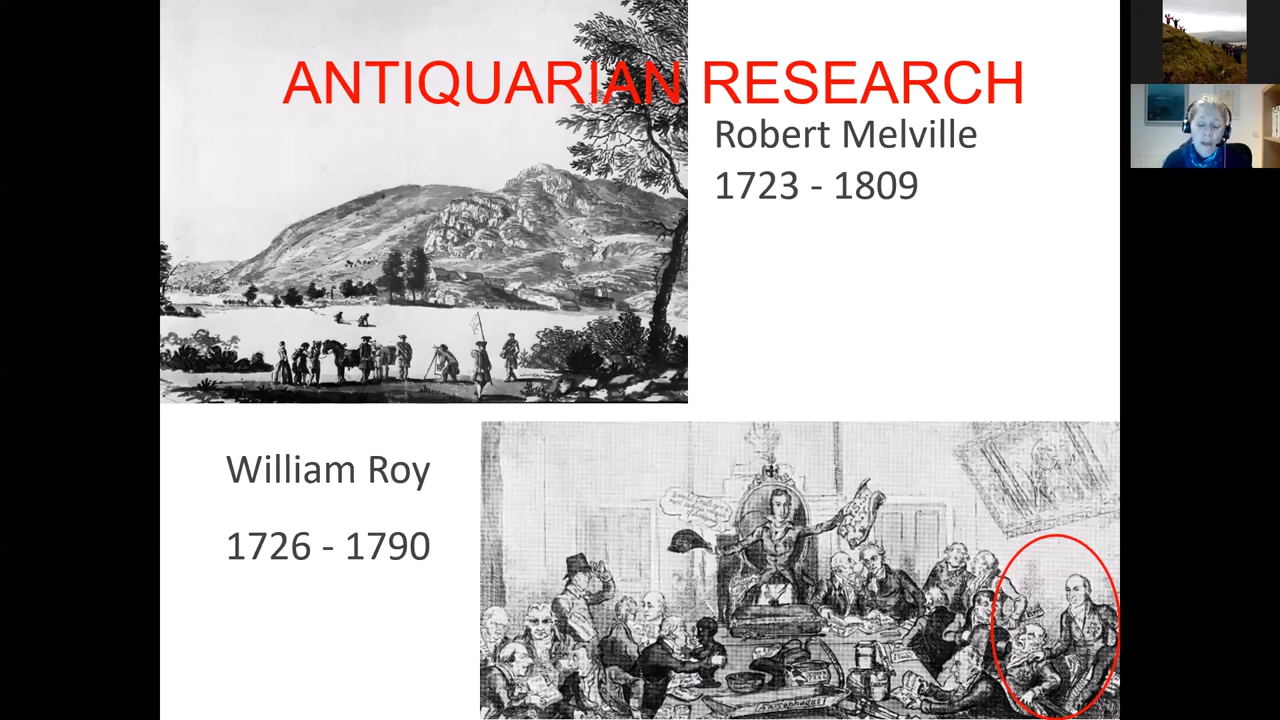 ANTIQUARIAN RESEARCH
Robert Melville
1723 - 1809
William Roy
1726 - 1790